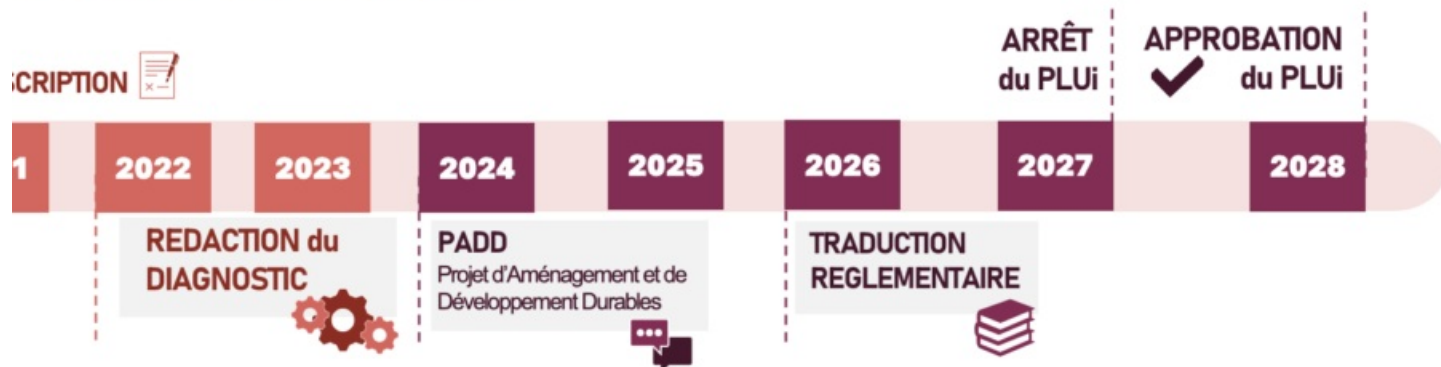 ARRÊT
du PLUi
APPROBATION
du PLUi
SCRIPTION
1
2022
2023
2024
2025
2026
2027
2028
REDACTION du
DIAGNOSTIC
PADD
Projet d'Aménagement et de
Développement Durables
TRADUCTION
REGLEMENTAIRE